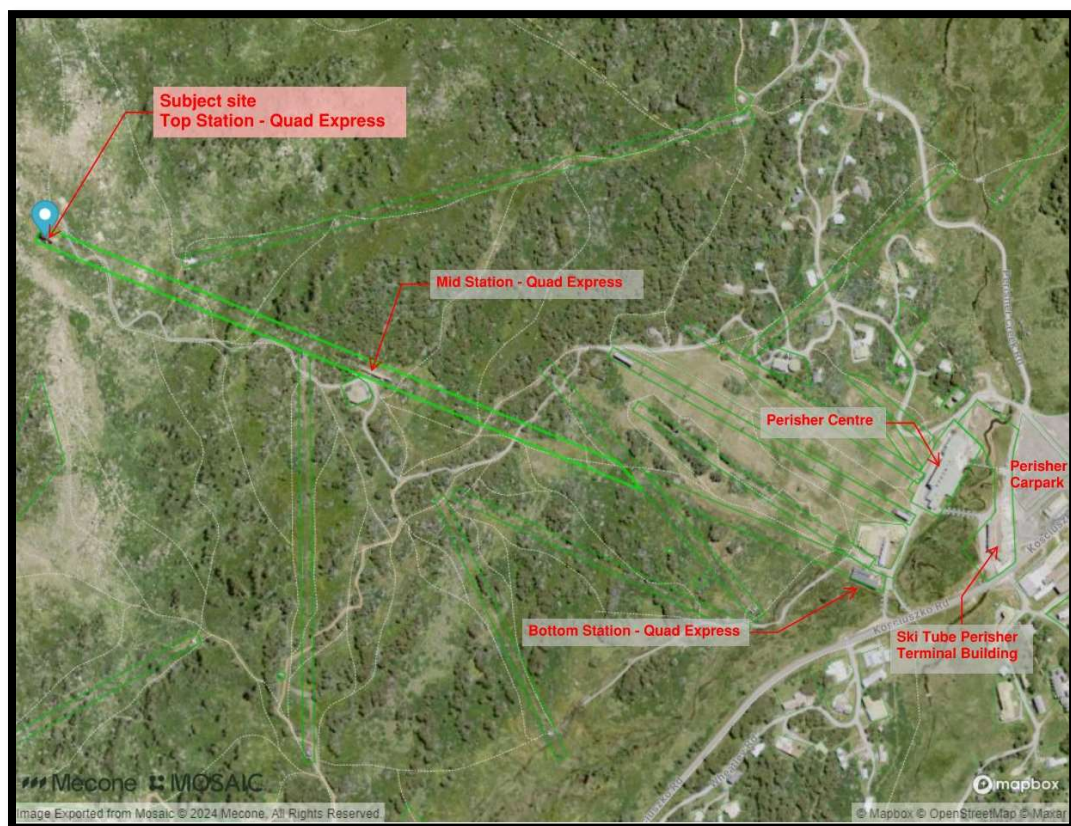 Subject site
Top Station - Quad Express
Mid Station - Quad Express
Perisher Centre
Perisher
Carpark
Bottom Station - Quad Express
Kosciuszko Rd
Ski Tube Perisher
Terminal Building
Mecone MOSAIC
mapbox
Image Exported from Mosaic © 2024 Mecone, All Rights Reserved.
© Mapbox © OpenStreetMap © Maxar